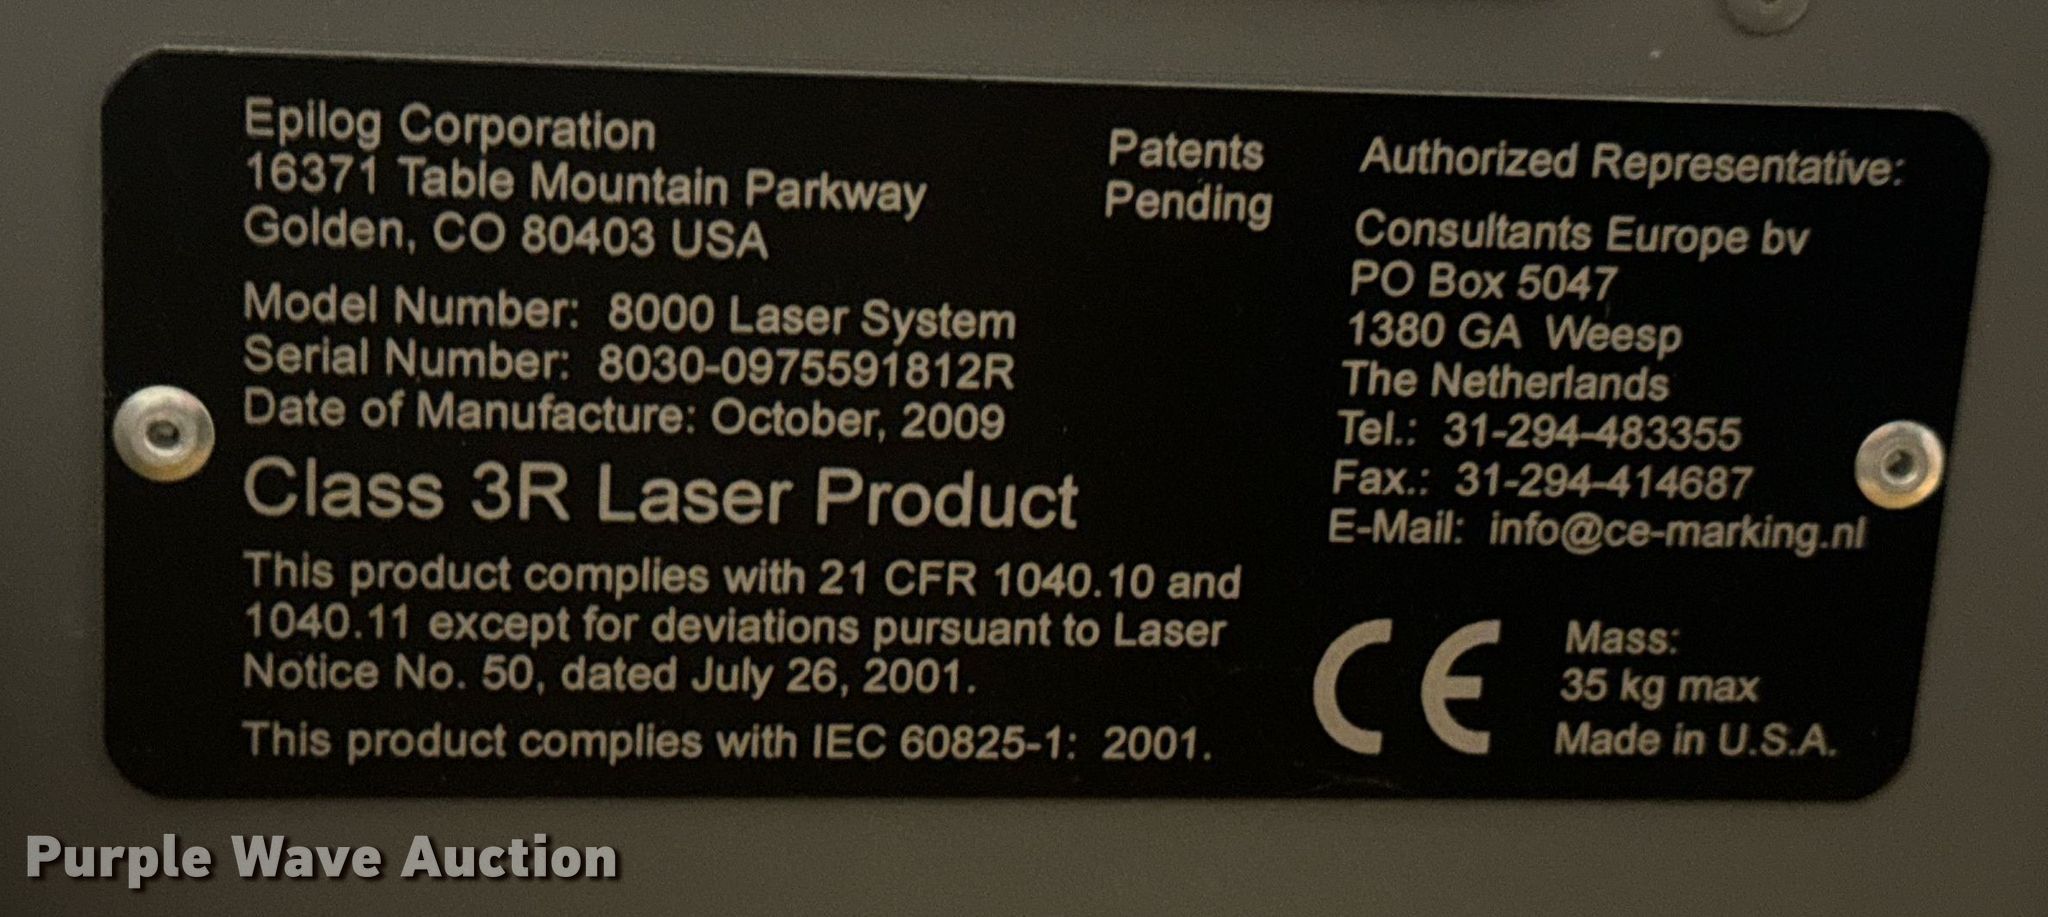 Epilog Corporation
16371 Table Mountain Parkway
Golden, CO 80403 USA
Model Number: 8000 Laser System
Serial Number: 8030-0975591812R
Date of Manufacture: October, 2009
Class 3R Laser Product
This product complies with 21 CFR 1040.10 and
1040.11 except for deviations pursuant to Laser
Notice No. 50, dated July 26, 2001.
This product complies with IEC 60825-1: 2001.
Patents
Pending
Authorized Representative:
Consultants Europe bv
PO Box 5047
1380 GA Weesp
The Netherlands
Tel.: 31-294-483355
Fax.: 31-294-414687
E-Mail: info@ce-marking.nl
CE
Mass:
35 kg max
Made in U.S.A.
Purple Wave Auction